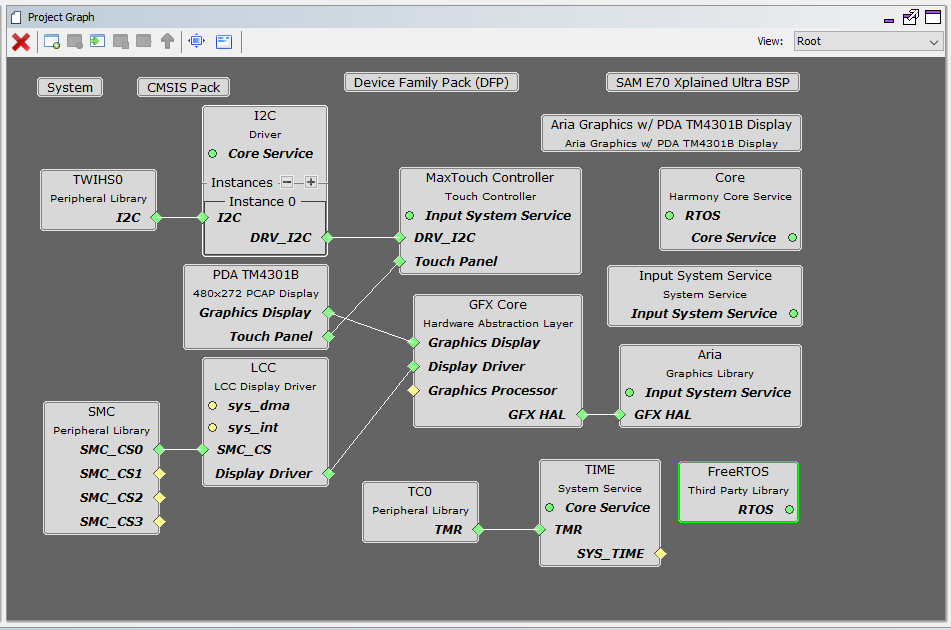 Project Graph
View: Root
System
CMSIS Pack
Device Family Pack (DFP)
SAM E70 Xplained Ultra BSP
Aria Graphics w/ PDA TM4301B Display
Aria Graphics w/ PDA TM4301B Display
I2C
Driver
Core Service
Instances
Instance 0
I2C
DRV_I2C
TWIHS0
Peripheral Library
I2C
MaxTouch Controller
Touch Controller
Input System Service
DRV_I2C
Touch Panel
Core
Harmony Core Service
RTOS
Core Service
PDA TM4301B
480x272 PCAP Display
Graphics Display
Touch Panel
GFX Core
Hardware Abstraction Layer
Graphics Display
Display Driver
Graphics Processor
GFX HAL
Input System Service
System Service
Input System Service
Aria
Graphics Library
Input System Service
GFX HAL
LCC
LCC Display Driver
sys_dma
sys_int
SMC_CS
Display Driver
SMC
Peripheral Library
SMC_CS0
SMC_CS1
SMC_CS2
SMC_CS3
TC0
Peripheral Library
TMR
TIME
System Service
Core Service
TMR
SYS_TIME
FreeRTOS
Third Party Library
RTOS